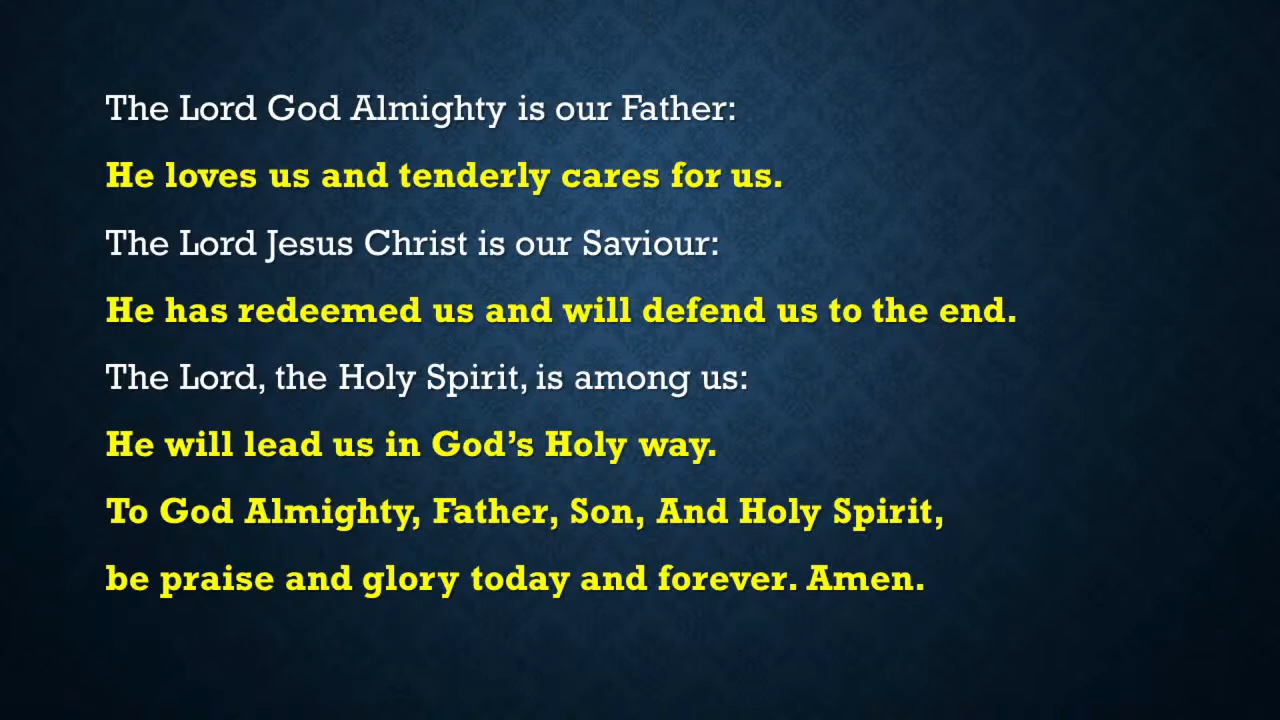 The Lord God Almighty is our Father:
He loves us and tenderly cares for us.
The Lord Jesus Christ is our Saviour:
He has redeemed us and will defend us to the end.
The Lord, the Holy Spirit, is among us:
He will lead us in God’s Holy way.
To God Almighty, Father, Son, And Holy Spirit,
be praise and glory today and forever. Amen.